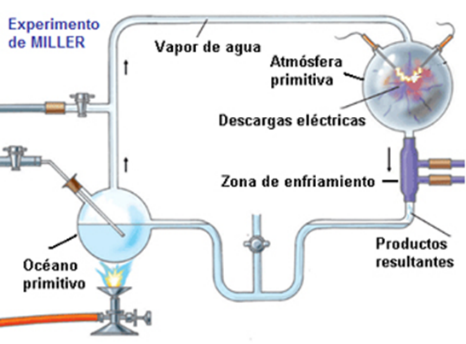 Experimento
de MILLER
Vapor de agua
Atmósfera
primitiva
Descargas eléctricas
Zona de enfriamiento
Productos
resultantes
Océano
primitivo